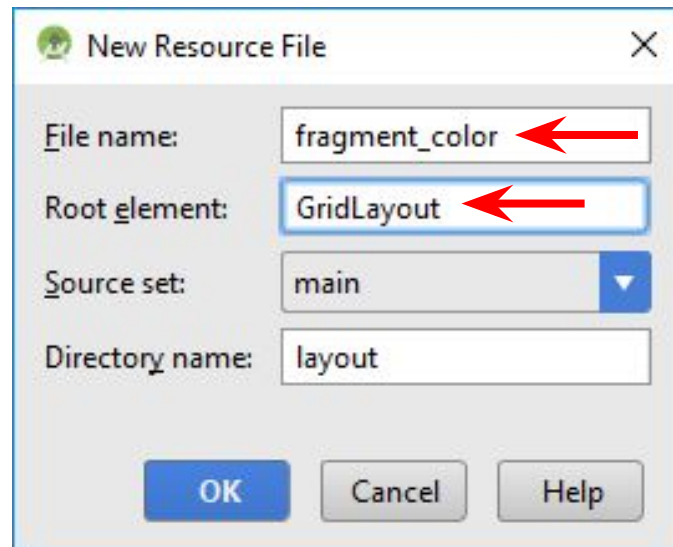 New Resource File
File name: fragment_color
Root element: GridLayout
Source set: main
Directory name: layout
OK Cancel Help